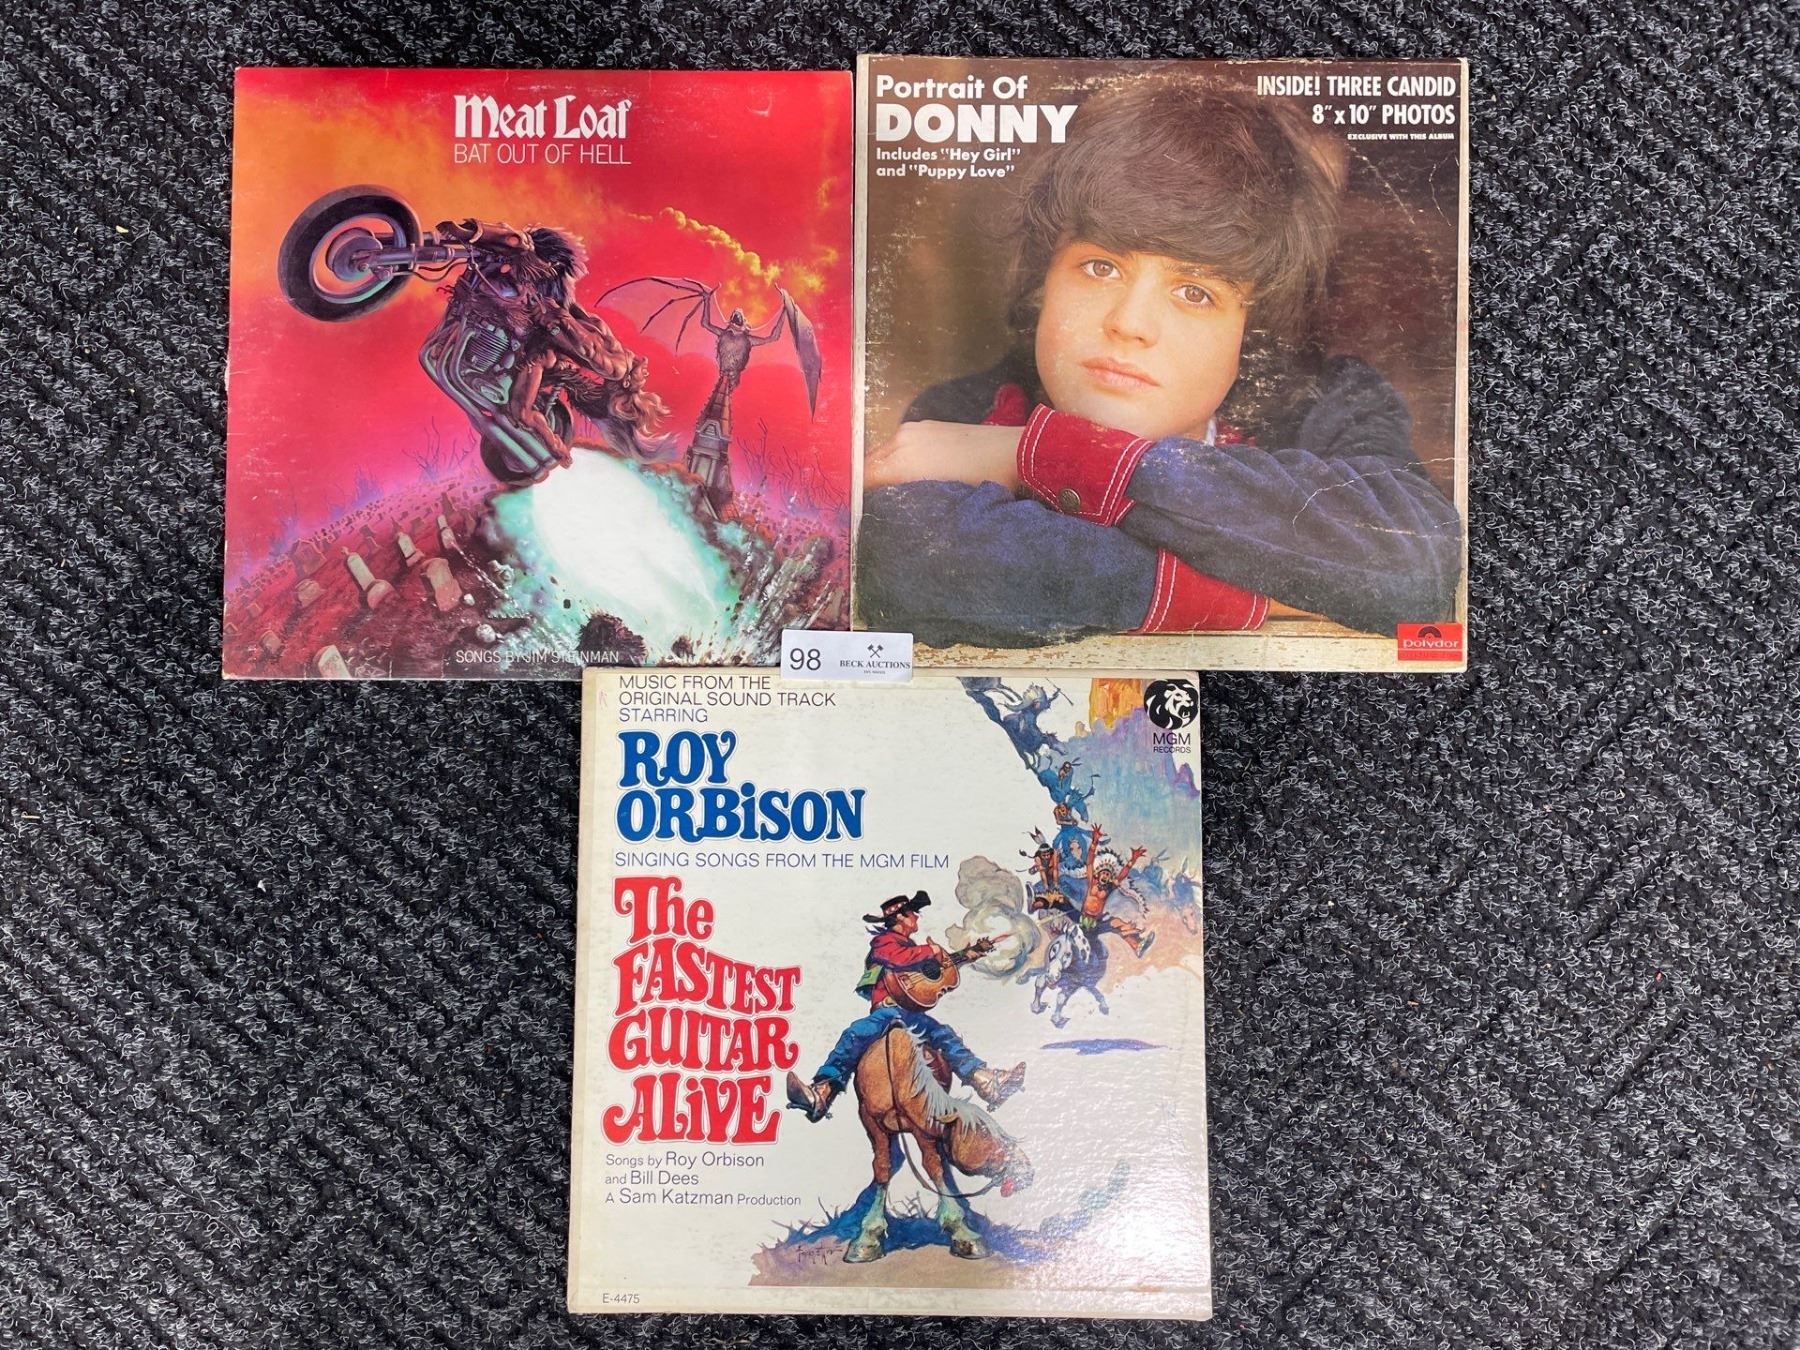 Meat Loaf
BAT OUT OF HELL
SONGS BY JIM STEINMAN
Portrait Of
DONNY
Includes "Hey Girl"
and "Puppy Love"
INSIDE! THREE CANDID
8" x 10" PHOTOS
EXCLUSIVE WITH THIS ALBUM
polydor
98
BECK AUCTIONS
MUSIC FROM THE
ORIGINAL SOUND TRACK
STARRING
ROY
ORBiSON
SINGING SONGS FROM THE MGM FILM
The
FASTEST
GUITAR
ALiVE
Songs by Roy Orbison
and Bill Dees
A Sam Katzman Production
E-4475
MGM
RECORDS